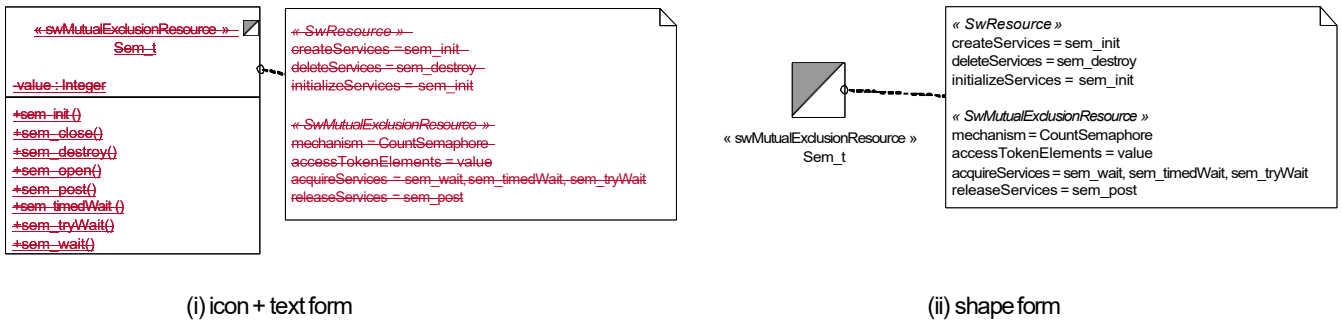 « swMutualExclusionResource »
Sem_t
-value : Integer
+sem_init ()
+sem_close()
+sem_destroy()
+sem_open()
+sem_post()
+sem_timedWait ()
+sem_tryWait()
+sem_wait()
« SwResource »
createServices = sem_init
deleteServices = sem_destroy
initializeServices = sem_init
« SwMutualExclusionResource »
mechanism = CountSemaphore
accessTokenElements = value
acquireServices = sem_wait, sem_timedWait, sem_tryWait
releaseServices = sem_post
(i) icon + text form
« swMutualExclusionResource »
Sem_t
« SwResource »
createServices = sem_init
deleteServices = sem_destroy
initializeServices = sem_init
« SwMutualExclusionResource »
mechanism = CountSemaphore
accessTokenElements = value
acquireServices = sem_wait, sem_timedWait, sem_tryWait
releaseServices = sem_post
(ii) shape form